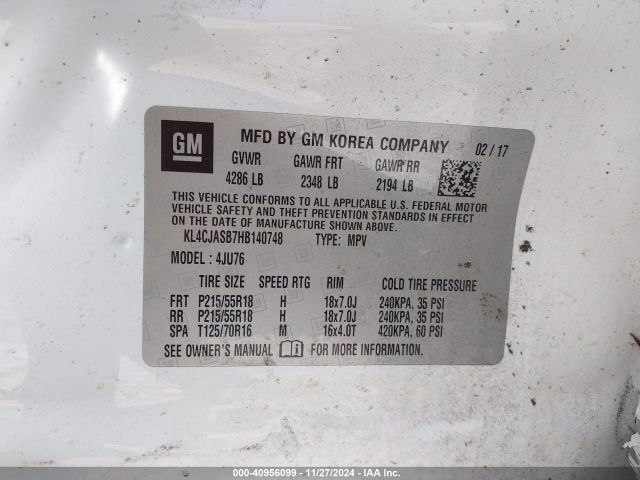 GM
MFD BY GM KOREA COMPANY 02 / 17
GVWR GAWR FRT GAWR RR
4286 LB 2348 LB 2194 LB
THIS VEHICLE CONFORMS TO ALL APPLICABLE U.S. FEDERAL MOTOR
VEHICLE SAFETY AND THEFT PREVENTION STANDARDS IN EFFECT
ON THE DATE OF MANUFACTURE SHOWN ABOVE.
KL4CJASB7HB140748 TYPE: MPV
MODEL : 4JU76
TIRE SIZE SPEED RTG RIM COLD TIRE PRESSURE
FRT P215/55R18 H 18x7.0J 240KPA, 35 PSI
RR P215/55R18 H 18x7.0J 240KPA, 35 PSI
SPA T125/70R16 M 16x4.0T 420KPA, 60 PSI
SEE OWNER'S MANUAL i FOR MORE INFORMATION.
000-40956099 - 11/27/2024 - IAA Inc.